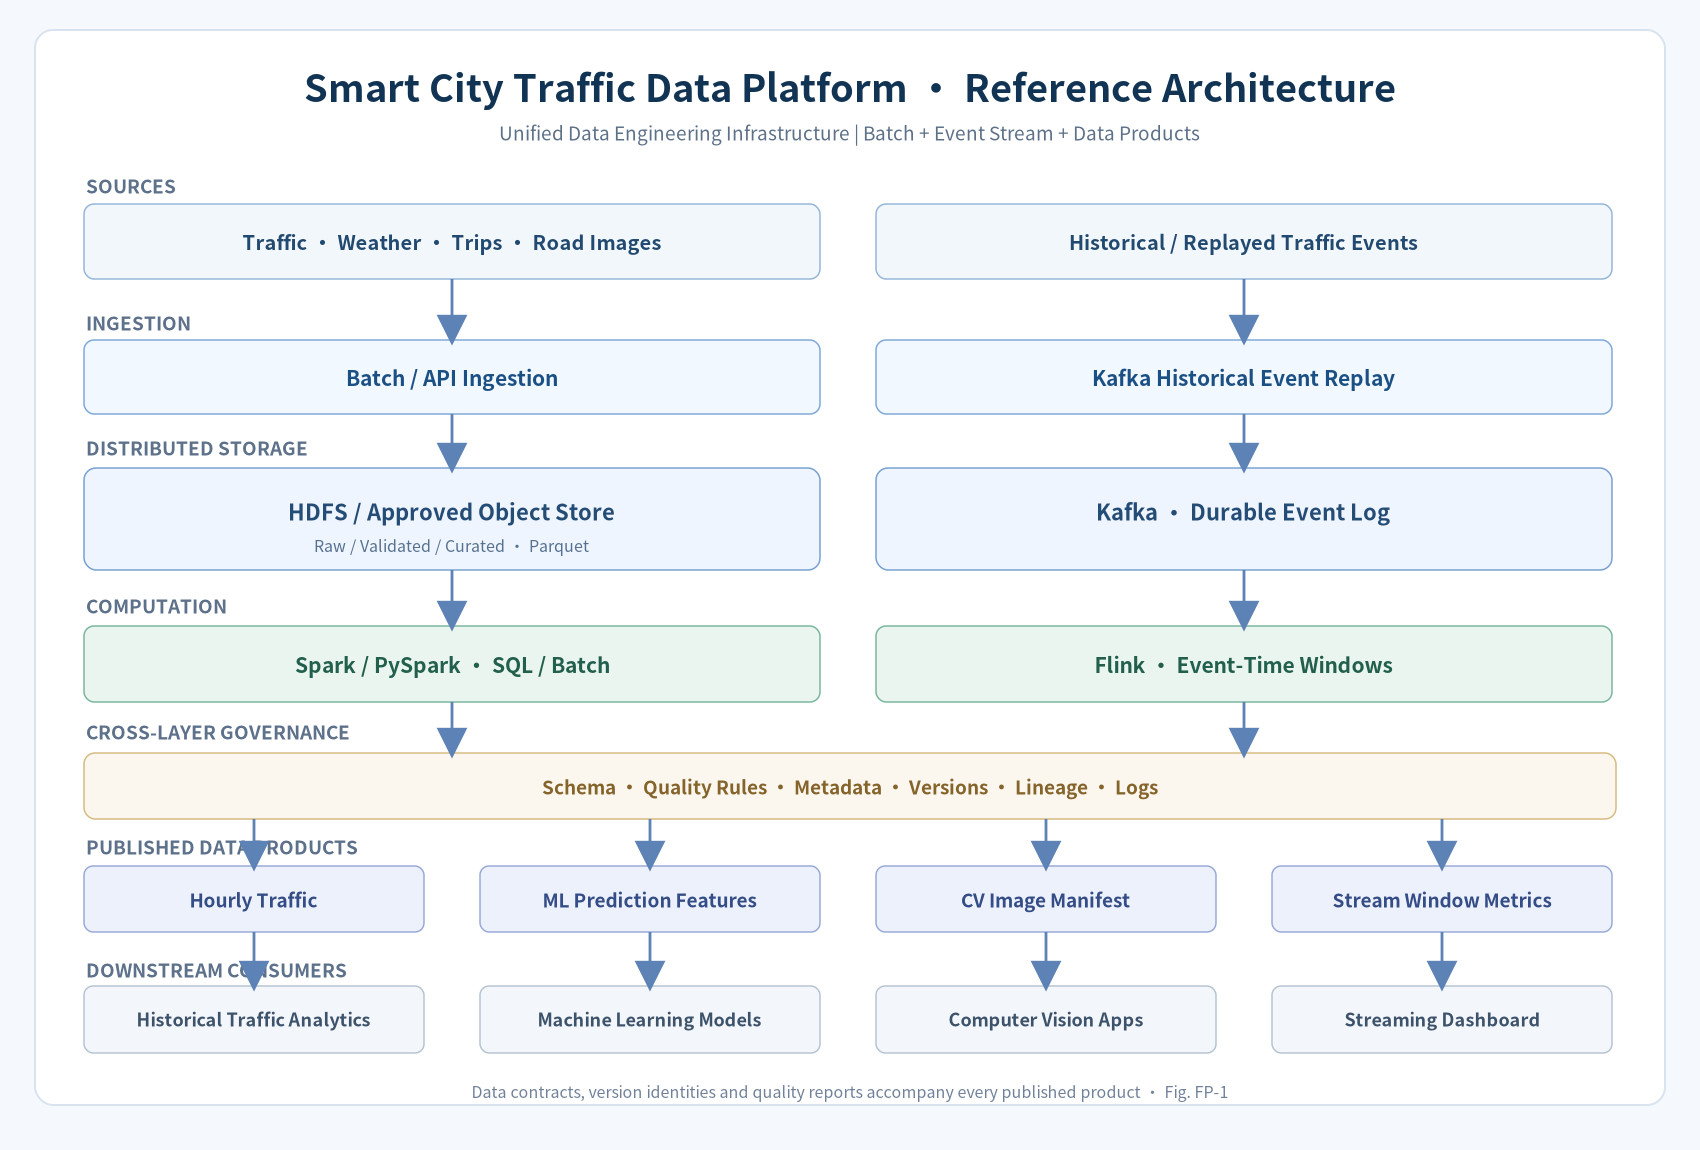 Smart City Traffic Data Platform • Reference Architecture
Unified Data Engineering Infrastructure | Batch + Event Stream + Data Products
SOURCES
Traffic • Weather • Trips • Road Images
Historical / Replayed Traffic Events
INGESTION
Batch / API Ingestion
Kafka Historical Event Replay
DISTRIBUTED STORAGE
HDFS / Approved Object Store
Raw / Validated / Curated • Parquet
Kafka • Durable Event Log
COMPUTATION
Spark / PySpark • SQL / Batch
Flink • Event-Time Windows
CROSS-LAYER GOVERNANCE
Schema • Quality Rules • Metadata • Versions • Lineage • Logs
PUBLISHED DATA PRODUCTS
Hourly Traffic
ML Prediction Features
CV Image Manifest
Stream Window Metrics
DOWNSTREAM CONSUMERS
Historical Traffic Analytics
Machine Learning Models
Computer Vision Apps
Streaming Dashboard
Data contracts, version identities and quality reports accompany every published product • Fig. FP-1